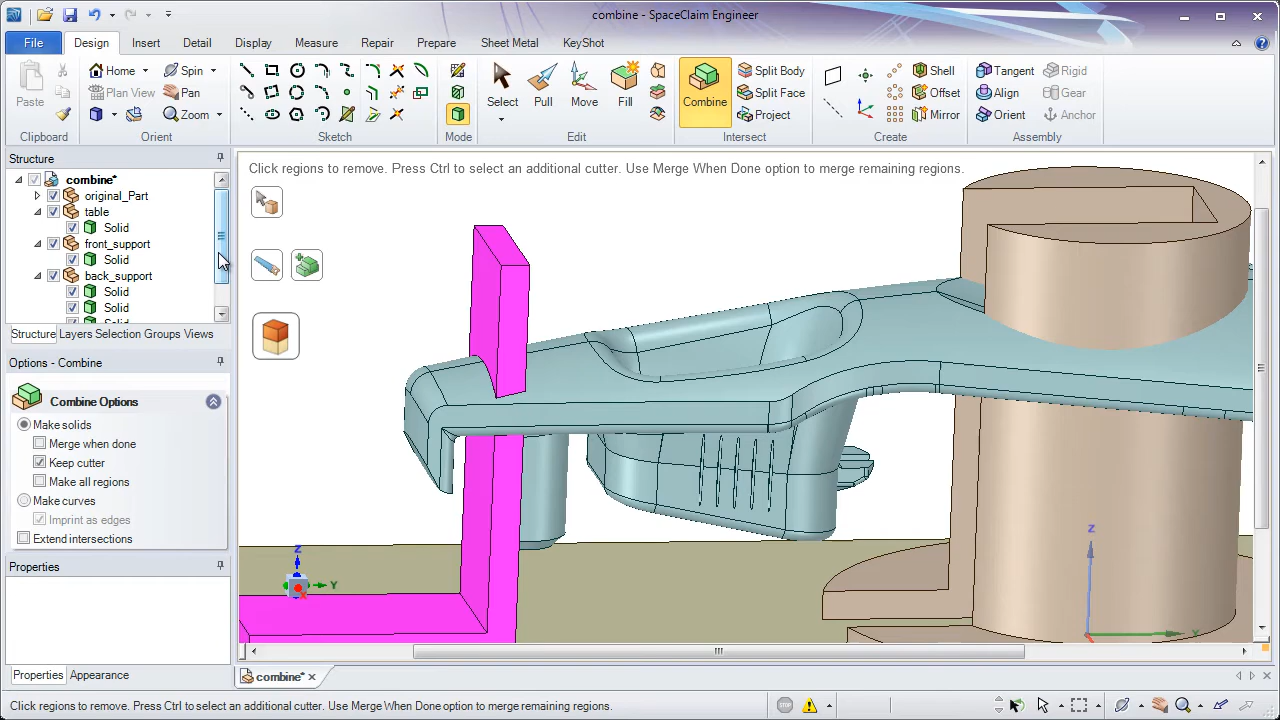 combine - SpaceClaim Engineer
File Design Insert Detail Display Measure Repair Prepare Sheet Metal KeyShot
Paste
Clipboard
Home Spin
Plan View Pan
Zoom
Orient
Sketch
Mode
Select Pull Move Fill
Edit
Combine
Split Body
Split Face
Project
Intersect
Shell
Offset
Mirror
Create
Tangent Rigid
Align Gear
Orient Anchor
Assembly
Structure
combine*
original_Part
table
Solid
front_support
Solid
back_support
Solid
Solid
Solid
Structure Layers Selection Groups Views
Options - Combine
Combine Options
Make solids
Merge when done
Keep cutter
Make all regions
Make curves
Imprint as edges
Extend intersections
Properties
Properties Appearance
Click regions to remove. Press Ctrl to select an additional cutter. Use Merge When Done option to merge remaining regions.
Z
Y
X
Z
X
combine*
Click regions to remove. Press Ctrl to select an additional cutter. Use Merge When Done option to merge remaining regions.